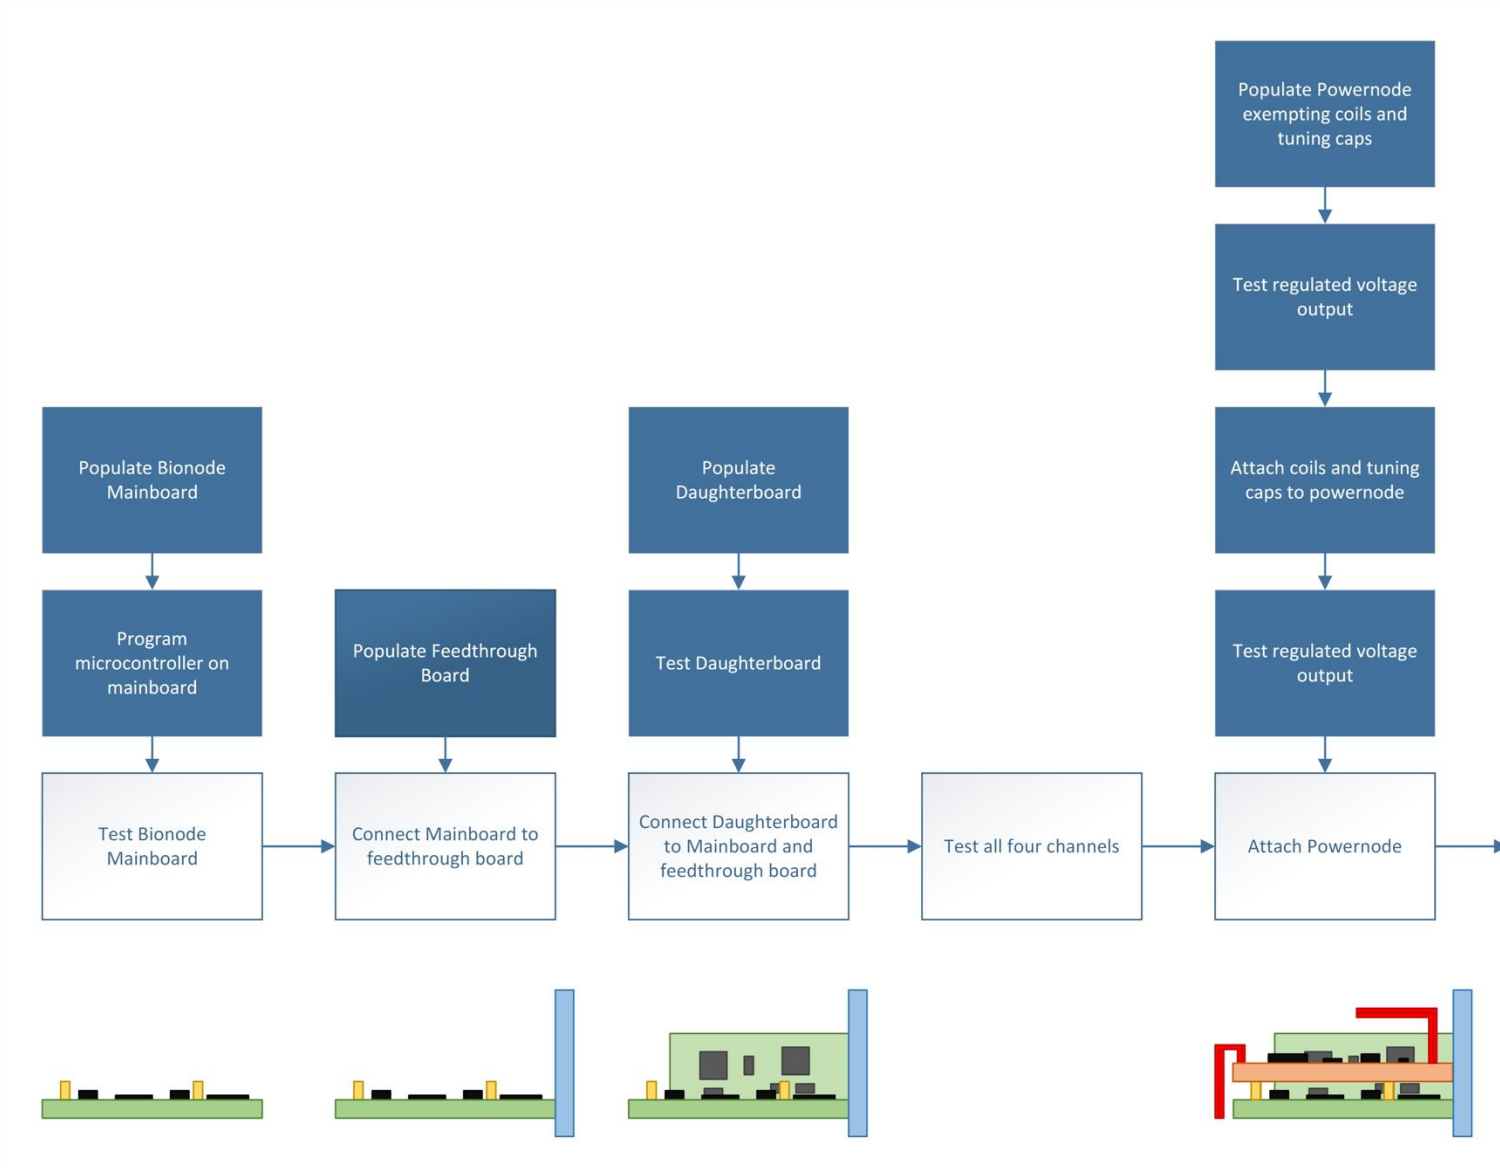 Populate Powernode
exempting coils and
tuning caps
Test regulated voltage
output
Populate Bionode
Mainboard
Populate
Daughterboard
Attach coils and tuning
caps to powernode
Program
microcontroller on
mainboard
Populate Feedthrough
Board
Test Daughterboard
Test regulated voltage
output
Test Bionode
Mainboard
Connect Mainboard to
feedthrough board
Connect Daughterboard
to Mainboard and
feedthrough board
Test all four channels
Attach Powernode